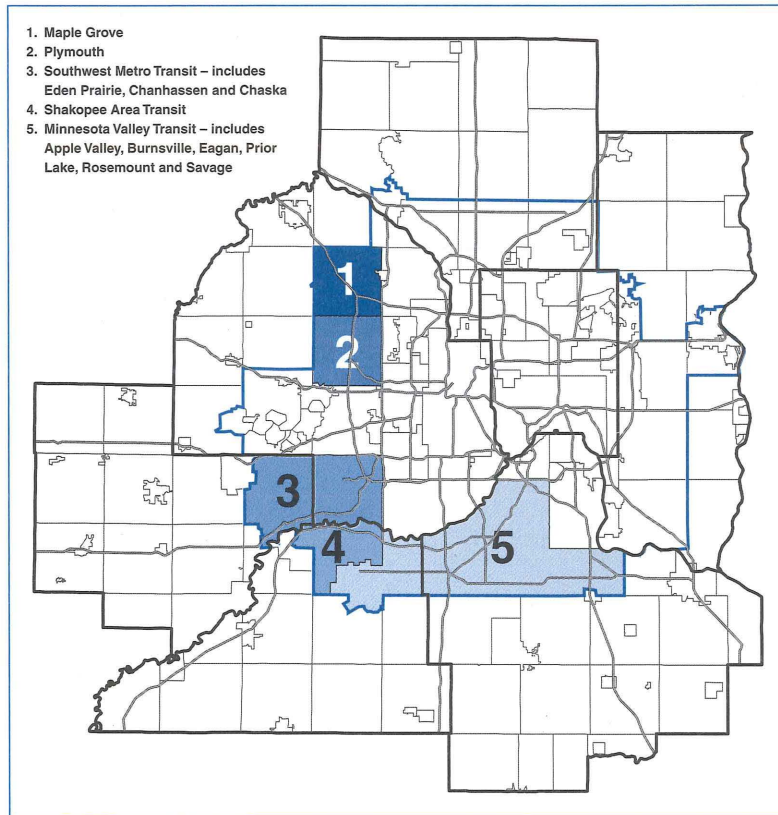 1. Maple Grove
2. Plymouth
3. Southwest Metro Transit – includes
Eden Prairie, Chanhassen and Chaska
4. Shakopee Area Transit
5. Minnesota Valley Transit – includes
Apple Valley, Burnsville, Eagan, Prior
Lake, Rosemount and Savage
1
2
3
4
5